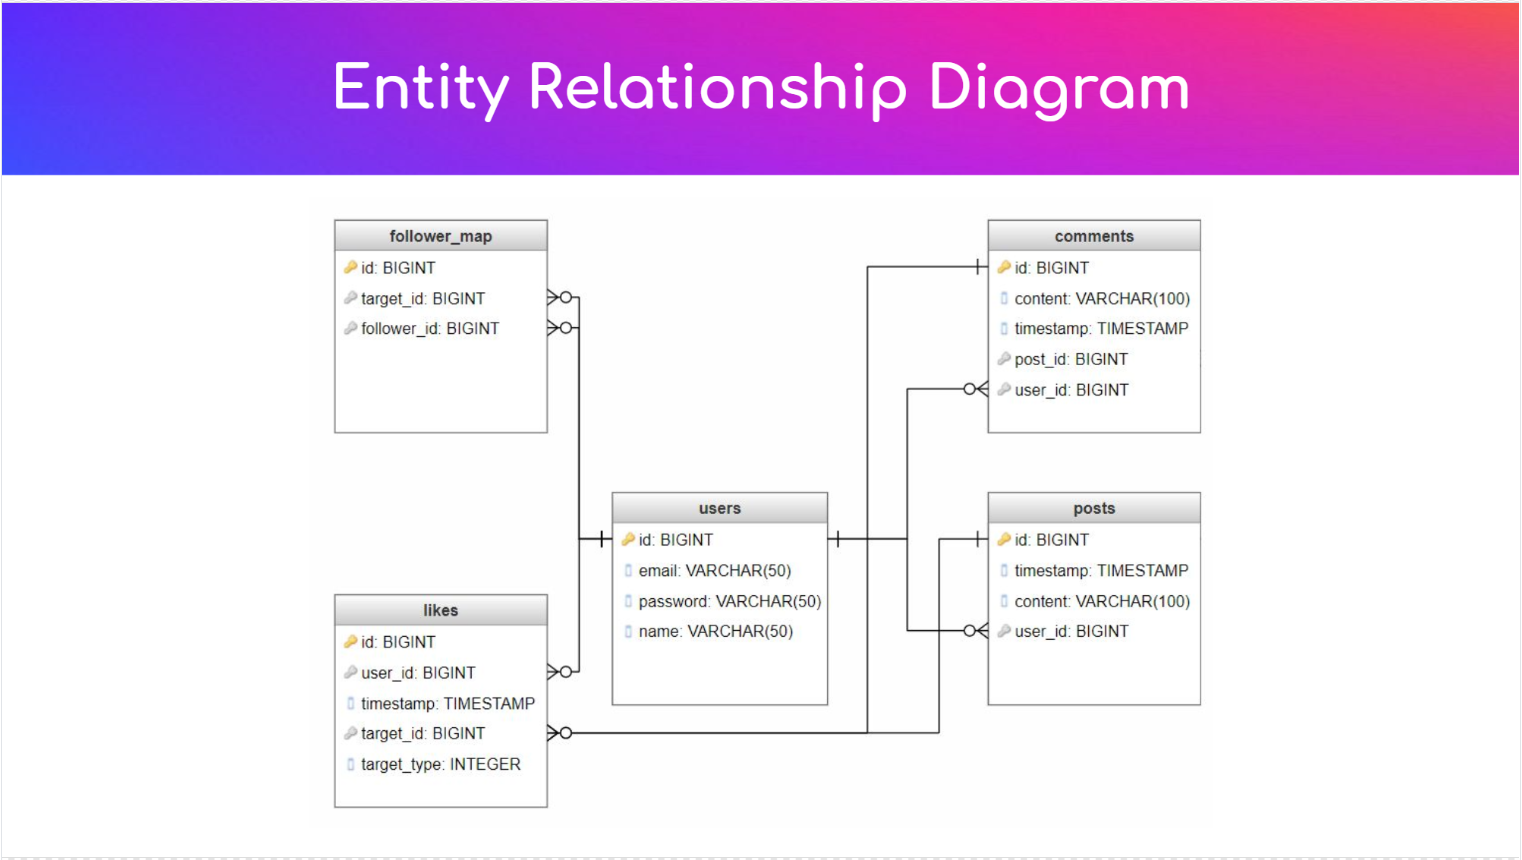 Entity Relationship Diagram
follower_map
id: BIGINT
target_id: BIGINT
follower_id: BIGINT
comments
id: BIGINT
content: VARCHAR(100)
timestamp: TIMESTAMP
post_id: BIGINT
user_id: BIGINT
users
id: BIGINT
email: VARCHAR(50)
password: VARCHAR(50)
name: VARCHAR(50)
posts
id: BIGINT
timestamp: TIMESTAMP
content: VARCHAR(100)
user_id: BIGINT
likes
id: BIGINT
user_id: BIGINT
timestamp: TIMESTAMP
target_id: BIGINT
target_type: INTEGER